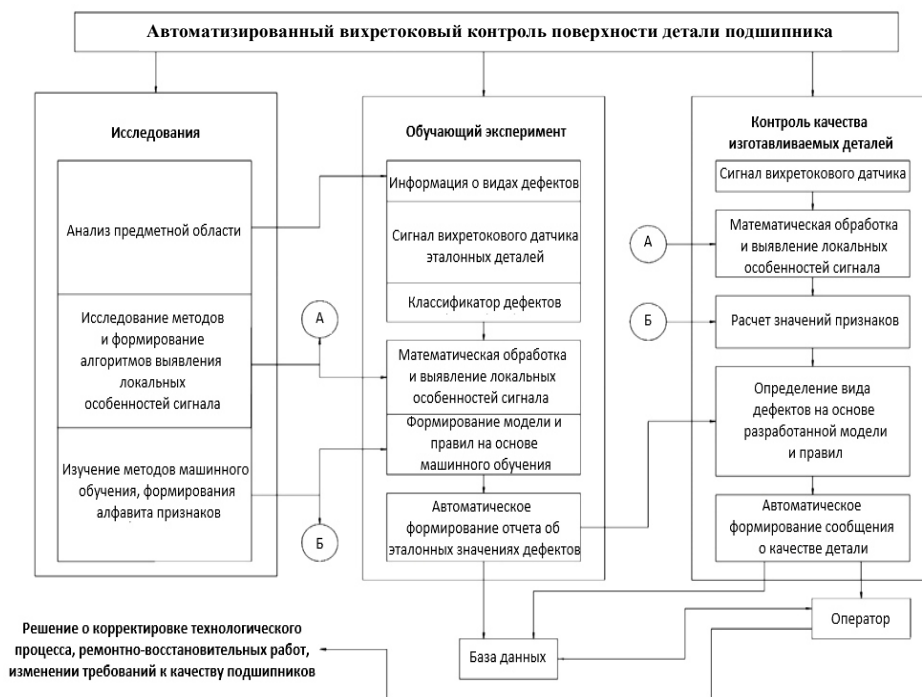 Автоматизированный вихретоковый контроль поверхности детали подшипника
Исследования
Анализ предметной области
Исследование методов
и формирование
алгоритмов выявления
локальных
особенностей сигнала
Изучение методов машинного
обучения, формирования
алфавита признаков
А
Б
Обучающий эксперимент
Информация о видах дефектов
Сигнал вихретокового датчика
эталонных деталей
Классификатор дефектов
Математическая обработка
и выявление локальных
особенностей сигнала
Формирование модели и
правил на основе
машинного обучения
Автоматическое
формирование отчета об
эталонных значениях дефектов
А
Б
Контроль качества
изготавливаемых деталей
Сигнал вихретокового датчика
Математическая обработка
и выявление локальных
особенностей сигнала
Расчет значений признаков
Определение вида
дефектов на основе
разработанной модели
и правил
Автоматическое
формирование сообщения
о качестве детали
Решение о корректировке технологического
процесса, ремонтно-восстановительных работ,
изменении требований к качеству подшипников
База данных
Оператор